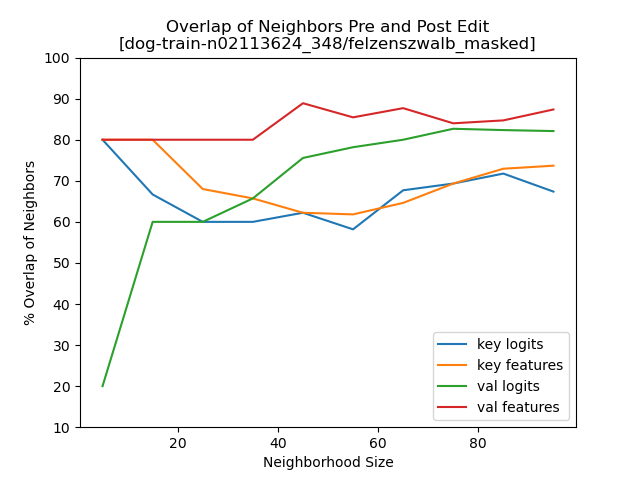 Overlap of Neighbors Pre and Post Edit
[dog-train-n02113624_348/felzenszwalb_masked]
100
90
80
70
60
50
40
30
20
10
% Overlap of Neighbors
key logits
key features
val logits
val features
20
40
60
80
Neighborhood Size